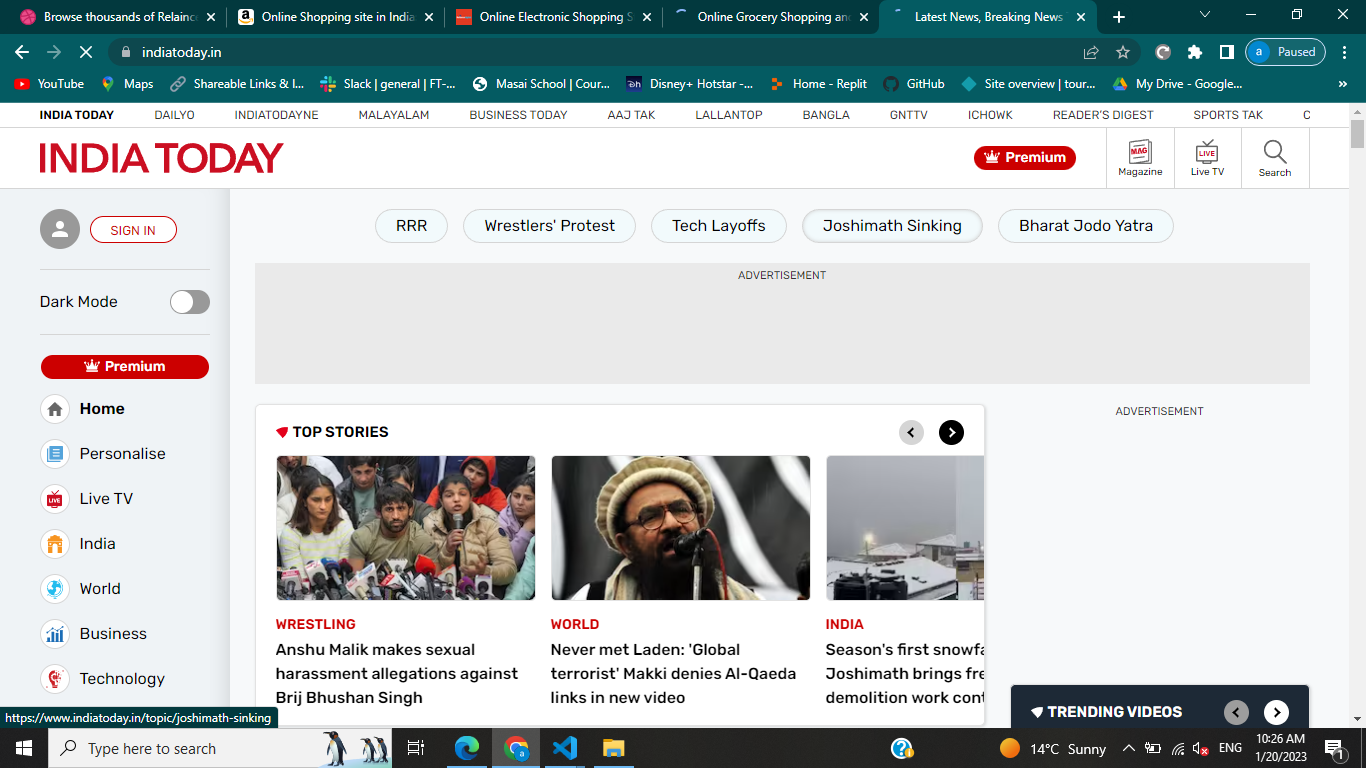 Browse thousands of Relaince
Online Shopping site in India
Online Electronic Shopping S
Online Grocery Shopping and
Latest News, Breaking News
indiatoday.in
a
Paused
YouTube
Maps
Shareable Links & I...
Slack | general | FT-...
Masai School | Cour...
Disney+ Hotstar -...
Home - Replit
GitHub
Site overview | tour...
My Drive - Google...
INDIA TODAY
DAILYO
INDIATODAYNE
MALAYALAM
BUSINESS TODAY
AAJ TAK
LALLANTOP
BANGLA
GNTTV
ICHOWK
READER'S DIGEST
SPORTS TAK
C
INDIA TODAY
Premium
MAG
Magazine
LIVE
Live TV
Search
SIGN IN
RRR
Wrestlers' Protest
Tech Layoffs
Joshimath Sinking
Bharat Jodo Yatra
ADVERTISEMENT
Dark Mode
Premium
Home
Personalise
LIVE
Live TV
India
World
Business
Technology
TOP STORIES
WRESTLING
Anshu Malik makes sexual
harassment allegations against
Brij Bhushan Singh
WORLD
Never met Laden: 'Global
terrorist' Makki denies Al-Qaeda
links in new video
INDIA
Season's first snowfa
Joshimath brings fre
demolition work cont
ADVERTISEMENT
TRENDING VIDEOS
https://www.indiatoday.in/topic/joshimath-sinking
Type here to search
a
14°C Sunny
ENG
10:26 AM
1/20/2023
1